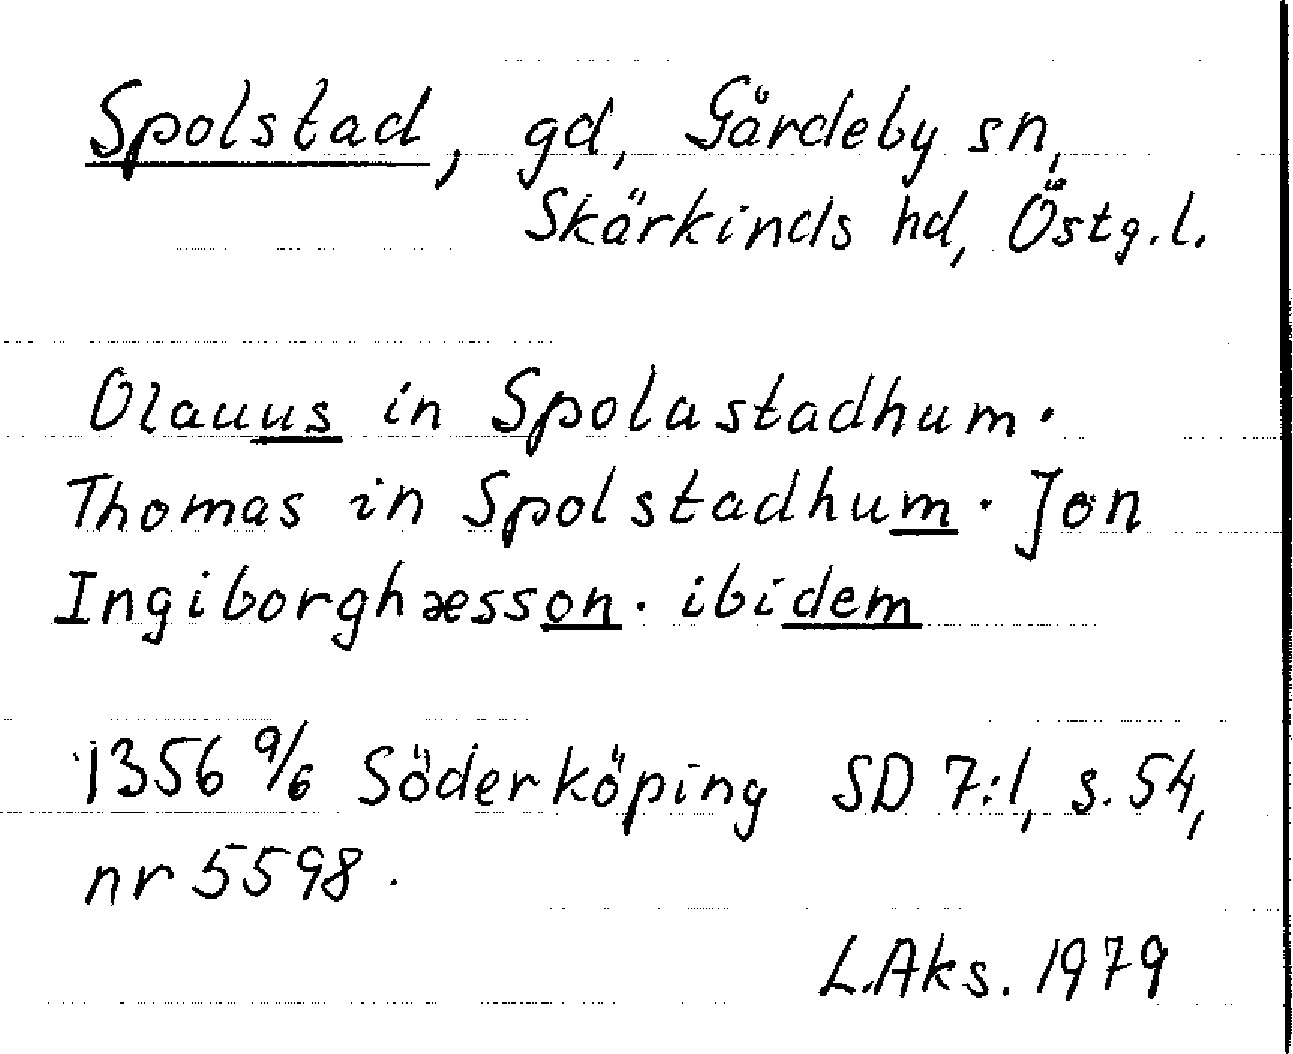 Spolstad, gd, Gårdeby sn,
Skärkinds hd, Östg.l.
Olauus in Spolastadhum.
Thomas in Spolstadhum. Jon
Ingiborghæsson. ibidem
1356 9/6 Söderköping SD 7:1, s. 54,
nr 5598.
L.Aks. 1979